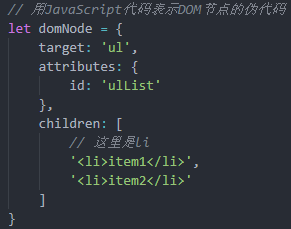 // 用JavaScript代码表示DOM节点的伪代码
let domNode = {
    target: 'ul',
    attributes: {
        id: 'ulList'
    },
    children: [
        // 这里是li
        '<li>item1</li>',
        '<li>item2</li>'
    ]
}